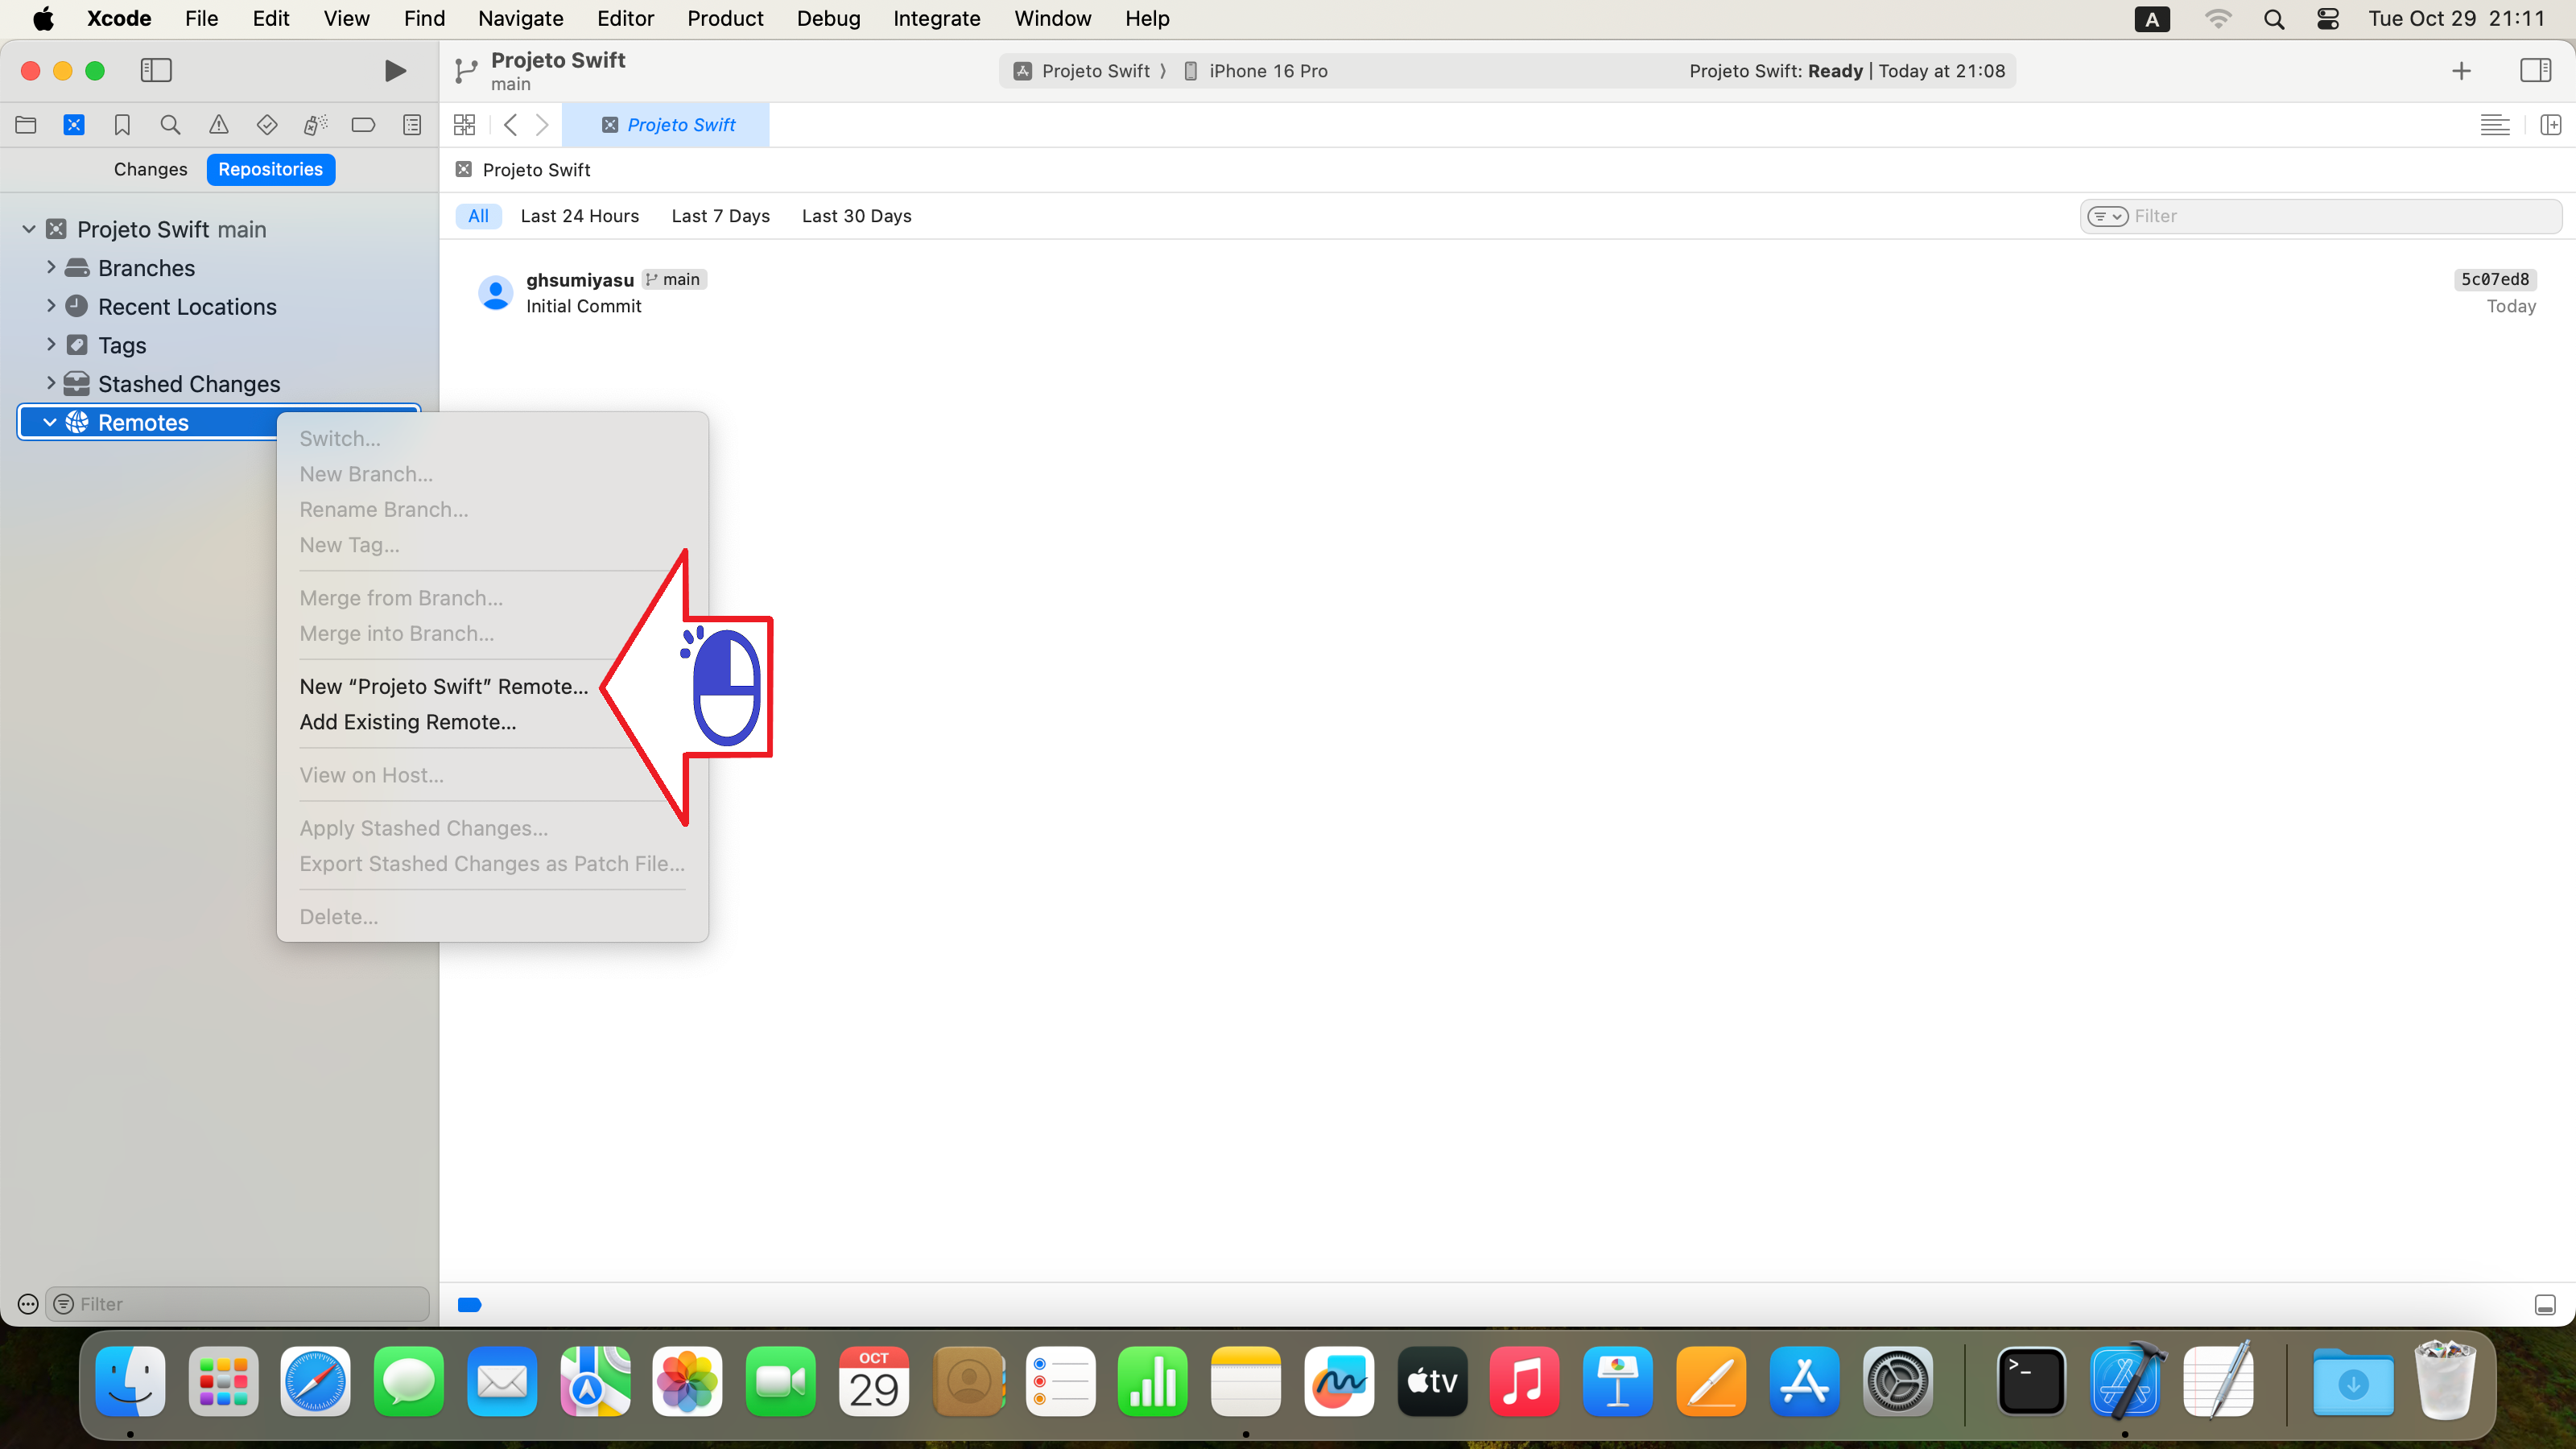 Xcode File Edit View Find Navigate Editor Product Debug Integrate Window Help A Tue Oct 29 21:11
Projeto Swift
main
Projeto Swift 〉 iPhone 16 Pro
Projeto Swift: Ready | Today at 21:08
Projeto Swift
Changes Repositories
Projeto Swift
All Last 24 Hours Last 7 Days Last 30 Days Filter
Projeto Swift main
Branches
Recent Locations
Tags
Stashed Changes
Remotes
ghsumiyasu main 5c07ed8
Initial Commit Today
Switch...
New Branch...
Rename Branch...
New Tag...
Merge from Branch...
Merge into Branch...
New “Projeto Swift” Remote...
Add Existing Remote...
View on Host...
Apply Stashed Changes...
Export Stashed Changes as Patch File...
Delete...
Filter
OCT
29
tv
>_